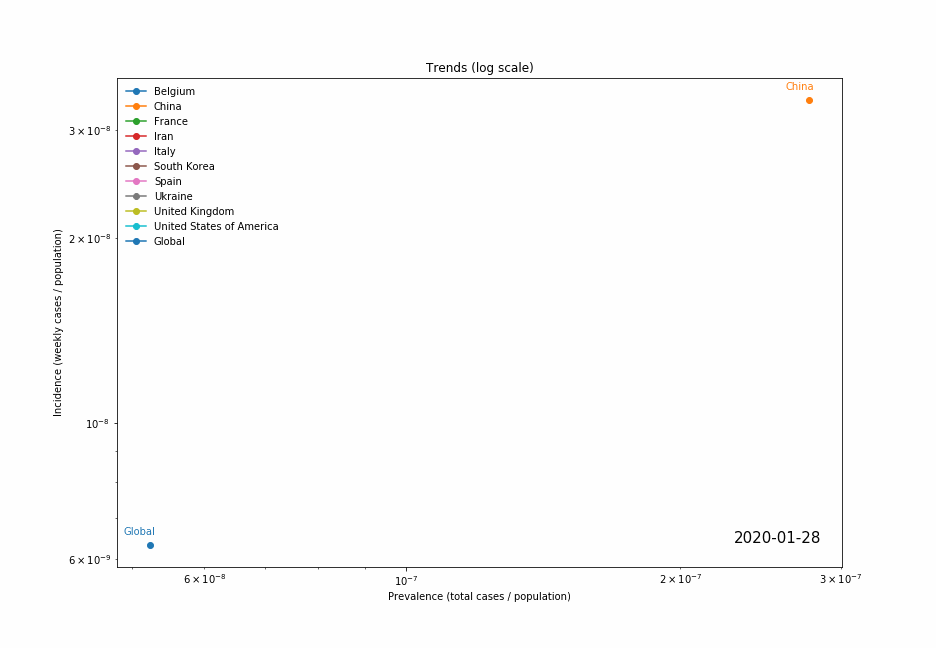 Trends (log scale)
China
Belgium
China
France
Iran
Italy
South Korea
Spain
Ukraine
United Kingdom
United States of America
Global
3 × 10⁻⁸
2 × 10⁻⁸
10⁻⁸
6 × 10⁻⁹
Incidence (weekly cases / population)
Global
2020-01-28
6 × 10⁻⁸
10⁻⁷
2 × 10⁻⁷
3 × 10⁻⁷
Prevalence (total cases / population)